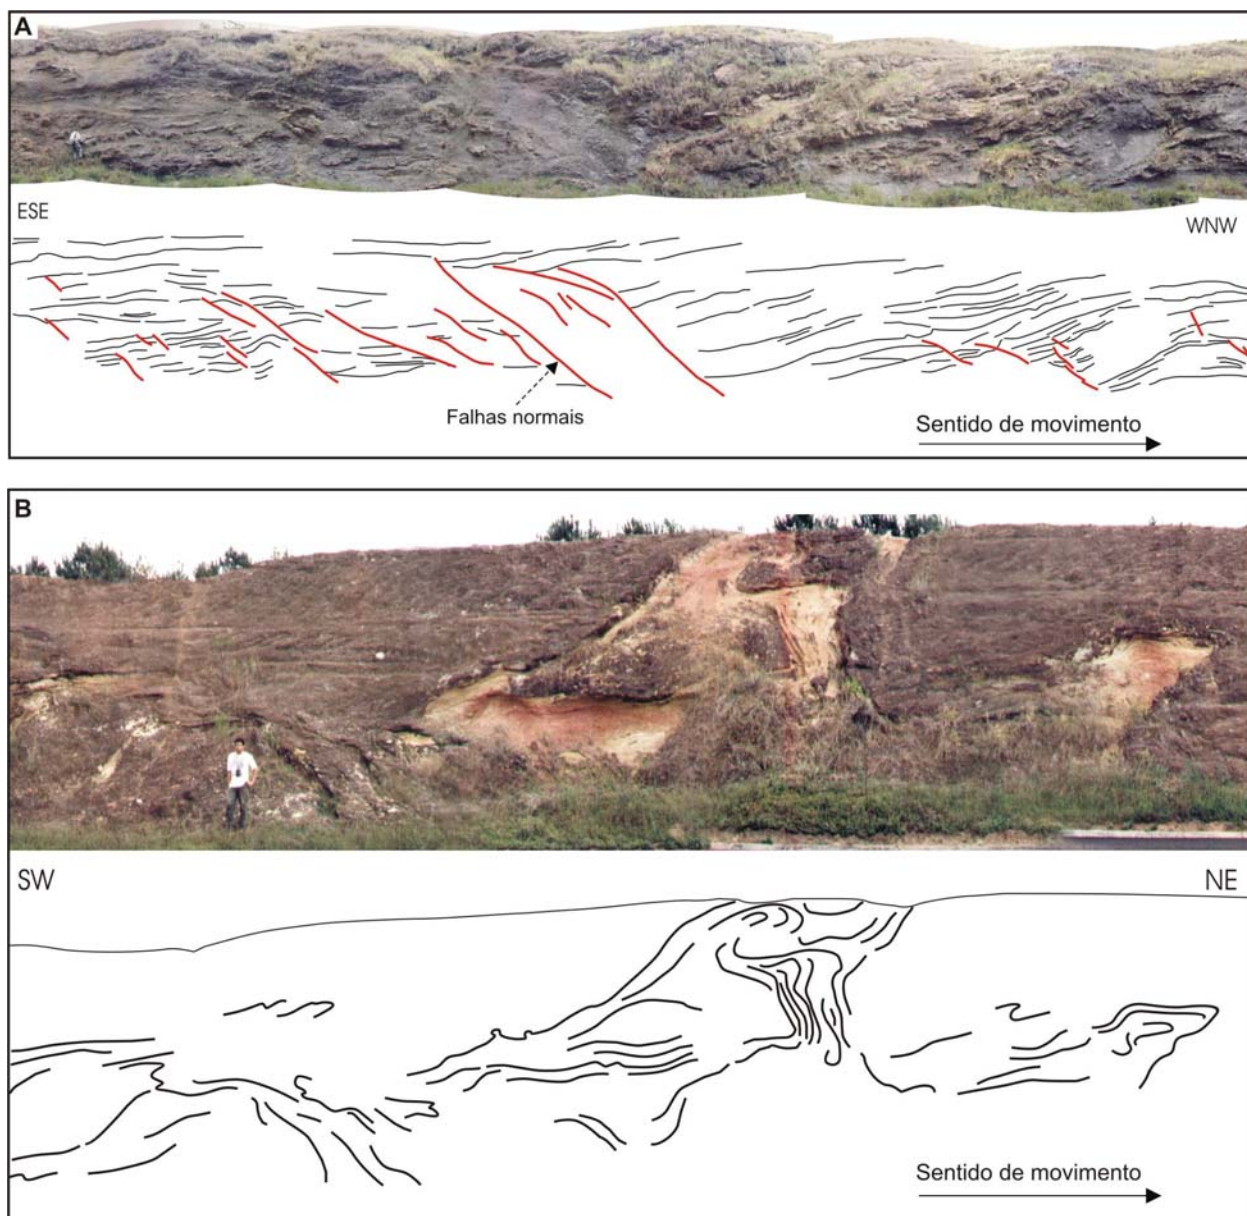 A
ESE
WNW
Falhas normais
Sentido de movimento
B
SW
NE
Sentido de movimento